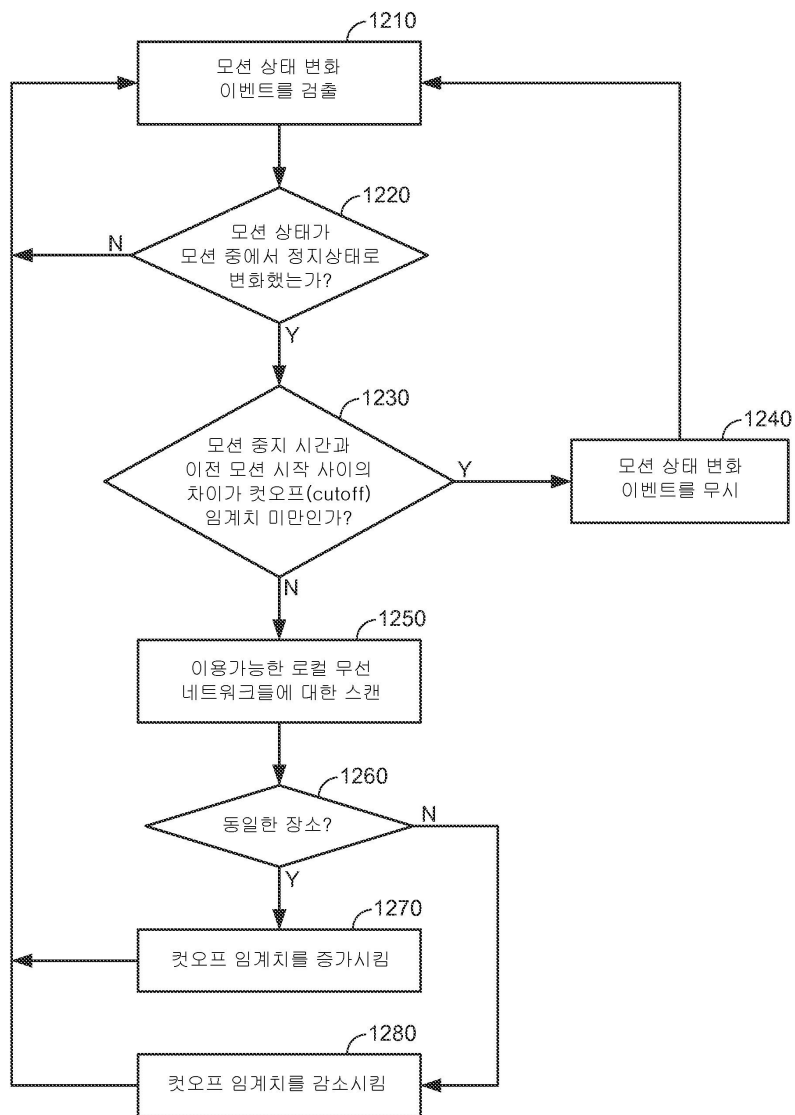 1210
모션 상태 변화
이벤트를 검출
1220
모션 상태가
모션 중에서 정지상태로
변화했는가?
N
Y
1230
모션 중지 시간과
이전 모션 시작 사이의
차이가 컷오프(cutoff)
임계치 미만인가?
Y
1240
모션 상태 변화
이벤트를 무시
N
1250
이용가능한 로컬 무선
네트워크들에 대한 스캔
1260
동일한 장소?
N
Y
1270
컷오프 임계치를 증가시킴
1280
컷오프 임계치를 감소시킴